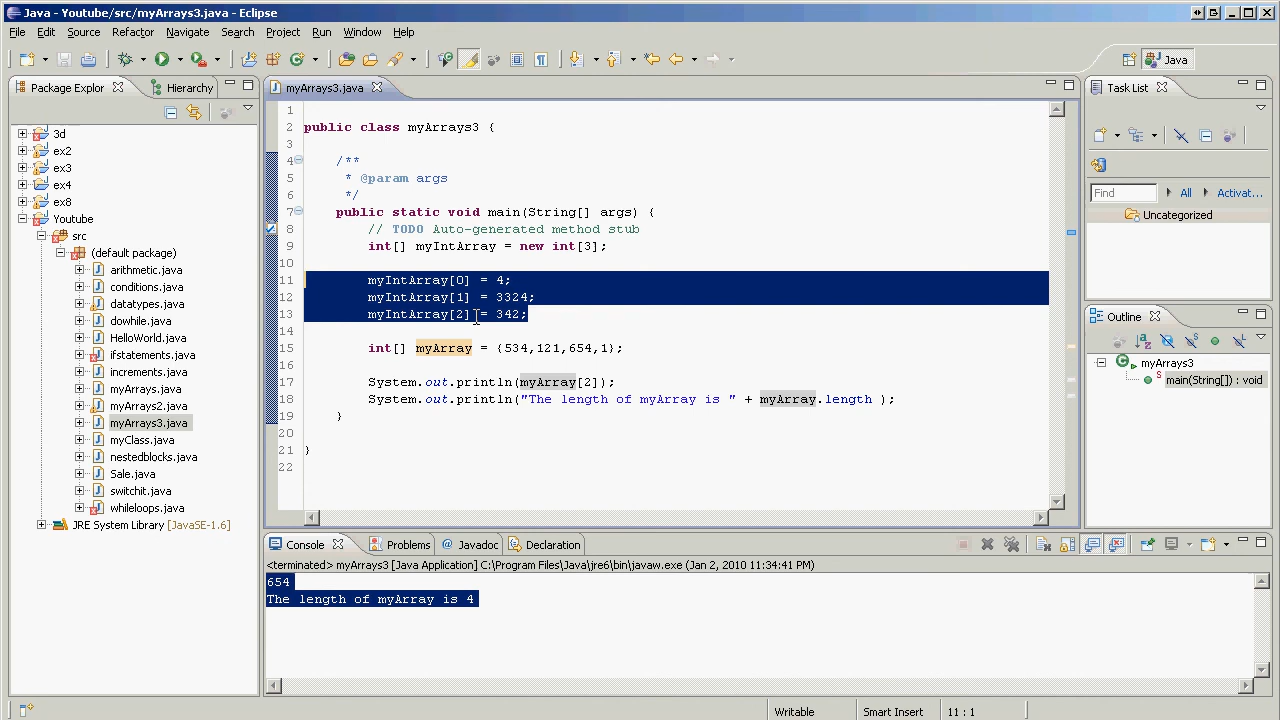 Java - Youtube/src/myArrays3.java - Eclipse
File Edit Source Refactor Navigate Search Project Run Window Help
Java
Package Explor
Hierarchy
3d
ex2
ex3
ex4
ex8
Youtube
src
(default package)
arithmetic.java
conditions.java
datatypes.java
dowhile.java
HelloWorld.java
ifstatements.java
increments.java
myArrays.java
myArrays2.java
myArrays3.java
myClass.java
nestedblocks.java
Sale.java
switchit.java
whileloops.java
JRE System Library [JavaSE-1.6]
myArrays3.java
1
2 public class myArrays3 {
3
4 /**
5 * @param args
6 */
7 public static void main(String[] args) {
8 // TODO Auto-generated method stub
9 int[] myIntArray = new int[3];
10
11 myIntArray[0] = 4;
12 myIntArray[1] = 3324;
13 myIntArray[2] = 342;
14
15 int[] myArray = {534,121,654,1};
16
17 System.out.println(myArray[2]);
18 System.out.println("The length of myArray is " + myArray.length );
19 }
20
21 }
22
Task List
Find All Activat...
Uncategorized
Outline
myArrays3
main(String[]) : void
Console Problems @ Javadoc Declaration
<terminated> myArrays3 [Java Application] C:\Program Files\Java\jre6\bin\javaw.exe (Jan 2, 2010 11:34:41 PM)
654
The length of myArray is 4
Writable Smart Insert 11 : 1